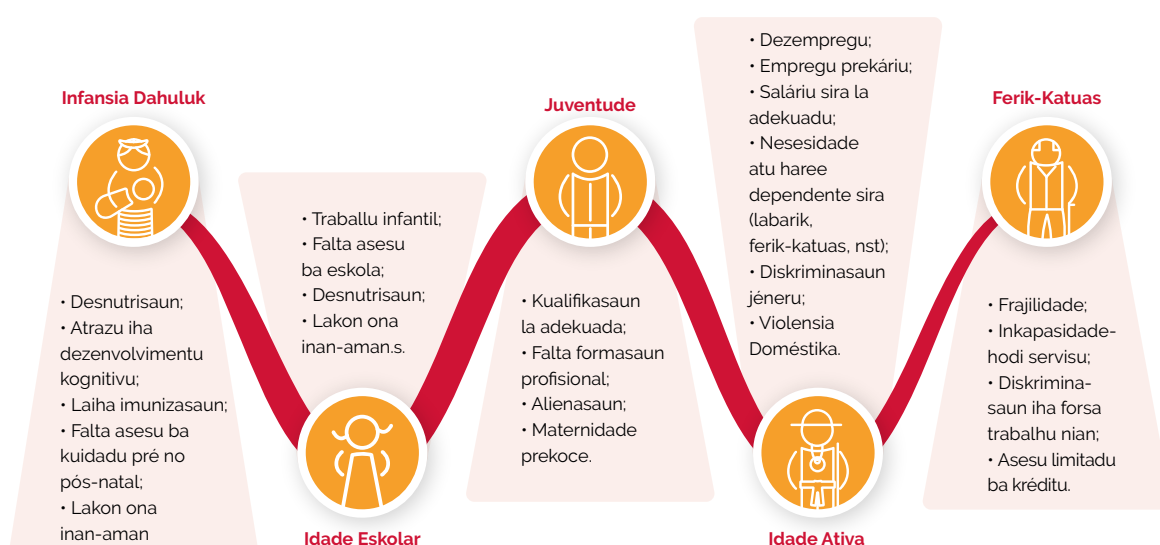 Infansia Dahuluk
• Desnutrisaun;
• Atrazu iha
dezenvolvimentu
kognitivu;
• Laiha imunizasaun;
• Falta asesu ba
kuidadu pré no
pós-natal;
• Lakon ona
inan-aman
• Traballu infantil;
• Falta asesu
ba eskola;
• Desnutrisaun;
• Lakon ona
inan-aman.s.
Idade Eskolar
Juventude
• Kualifikasaun
la adekuada;
• Falta formasaun
profisional;
• Alienasaun;
• Maternidade
prekoce.
• Dezempregu;
• Empregu prekáriu;
• Saláriu sira la
adekuadu;
• Nesesidade
atu haree
dependente sira
(labarik,
ferik-katuas, nst);
• Diskriminasaun
jéneru;
• Violensia
Doméstika.
Idade Ativa
Ferik-Katuas
• Frajilidade;
• Inkapasidade-
hodi servisu;
• Diskrimina-
saun iha forsa
trabalhu nian;
• Asesu limitadu
ba kréditu.